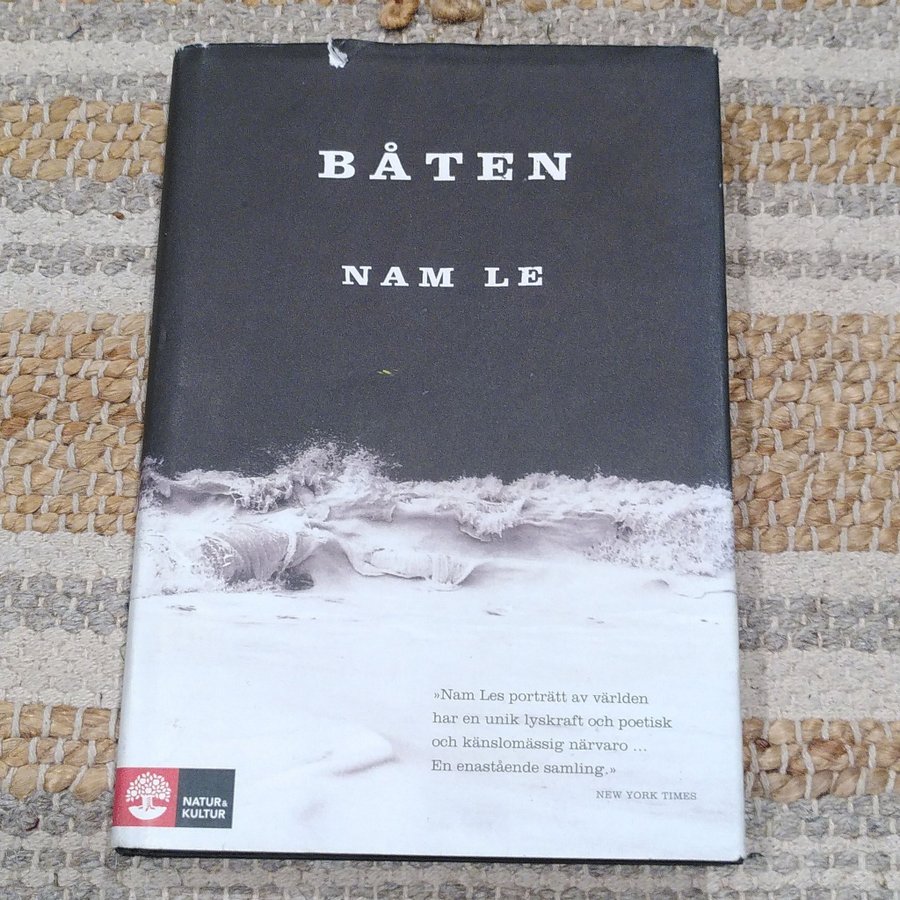 BÅTEN
NAM LE
»Nam Les porträtt av världen
har en unik lyskraft och poetisk
och känslomässig närvaro ...
En enastående samling.»
NEW YORK TIMES
NATUR&
KULTUR